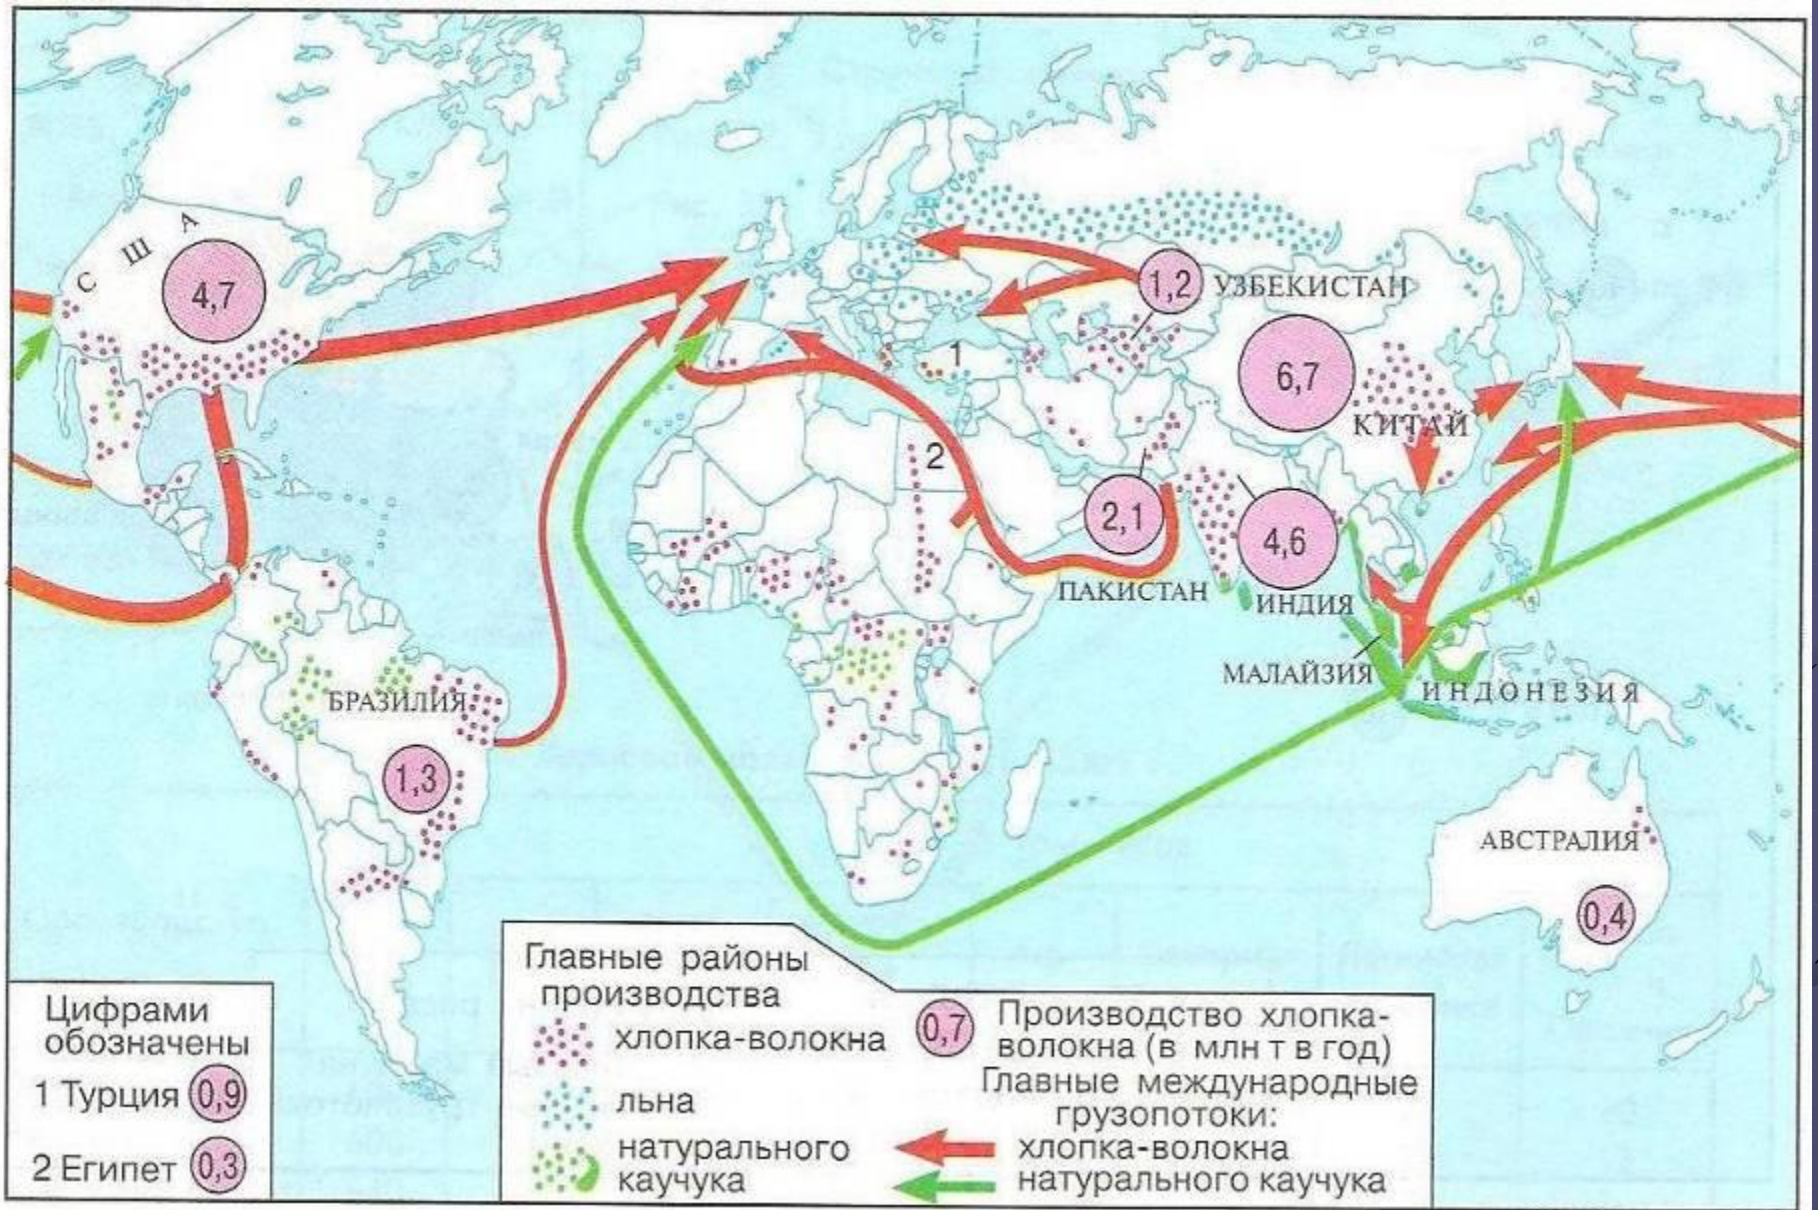 США
4,7
1,2
УЗБЕКИСТАН
1
6,7
КИТАЙ
2
2,1
4,6
ПАКИСТАН
ИНДИЯ
МАЛАЙЗИЯ
ИНДОНЕЗИЯ
БРАЗИЛИЯ
1,3
АВСТРАЛИЯ
0,4
Цифрами
обозначены
1 Турция 0,9
2 Египет 0,3
Главные районы
производства
хлопка-волокна
льна
натурального
каучука
0,7 Производство хлопка-
волокна (в млн т в год)
Главные международные
грузопотоки:
хлопка-волокна
натурального каучука